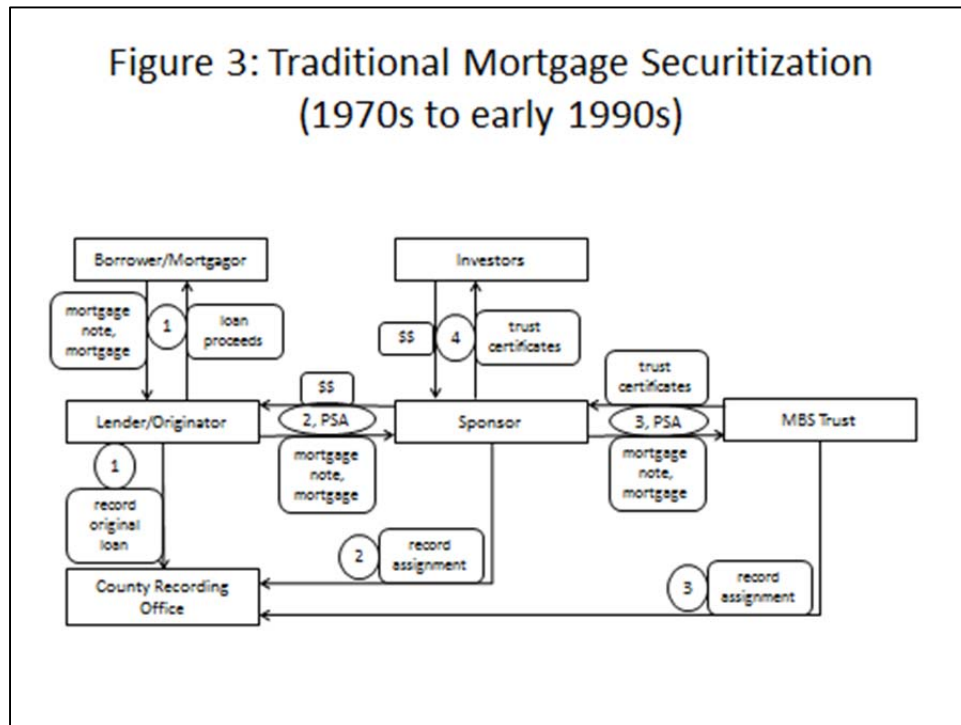 Figure 3: Traditional Mortgage Securitization
(1970s to early 1990s)
Borrower/Mortgagor
Investors
mortgage
note,
mortgage
1
loan
proceeds
$$
4
trust
certificates
trust
certificates
$$
Lender/Originator
2, PSA
Sponsor
3, PSA
MBS Trust
mortgage
note,
mortgage
mortgage
note,
mortgage
1
record
original
loan
2
record
assignment
County Recording
Office
3
record
assignment